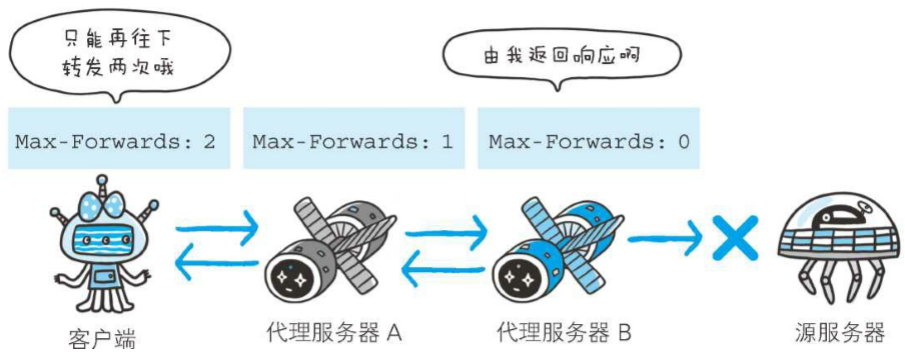 只能再往下
转发两次哦
由我返回响应啊
Max-Forwards: 2
Max-Forwards: 1
Max-Forwards: 0
客户端
代理服务器 A
代理服务器 B
源服务器